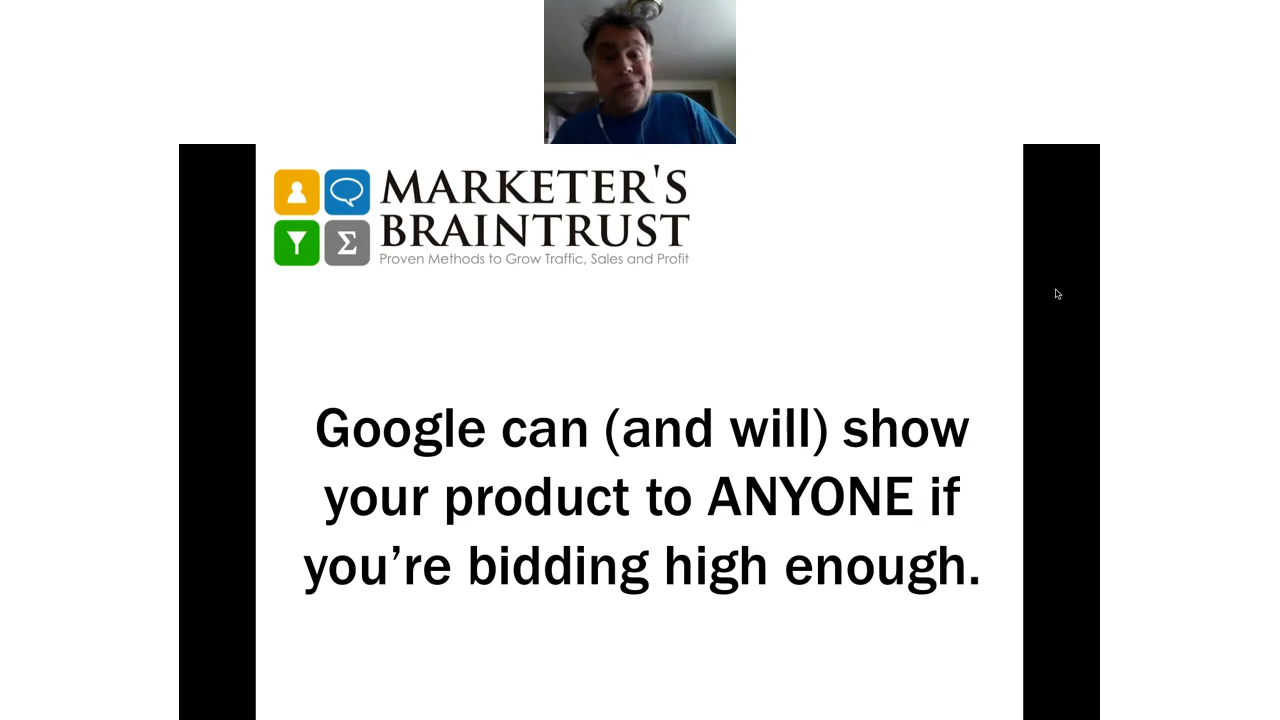 MARKETER'S
BRAINTRUST
Proven Methods to Grow Traffic, Sales and Profit
Google can (and will) show
your product to ANYONE if
you’re bidding high enough.